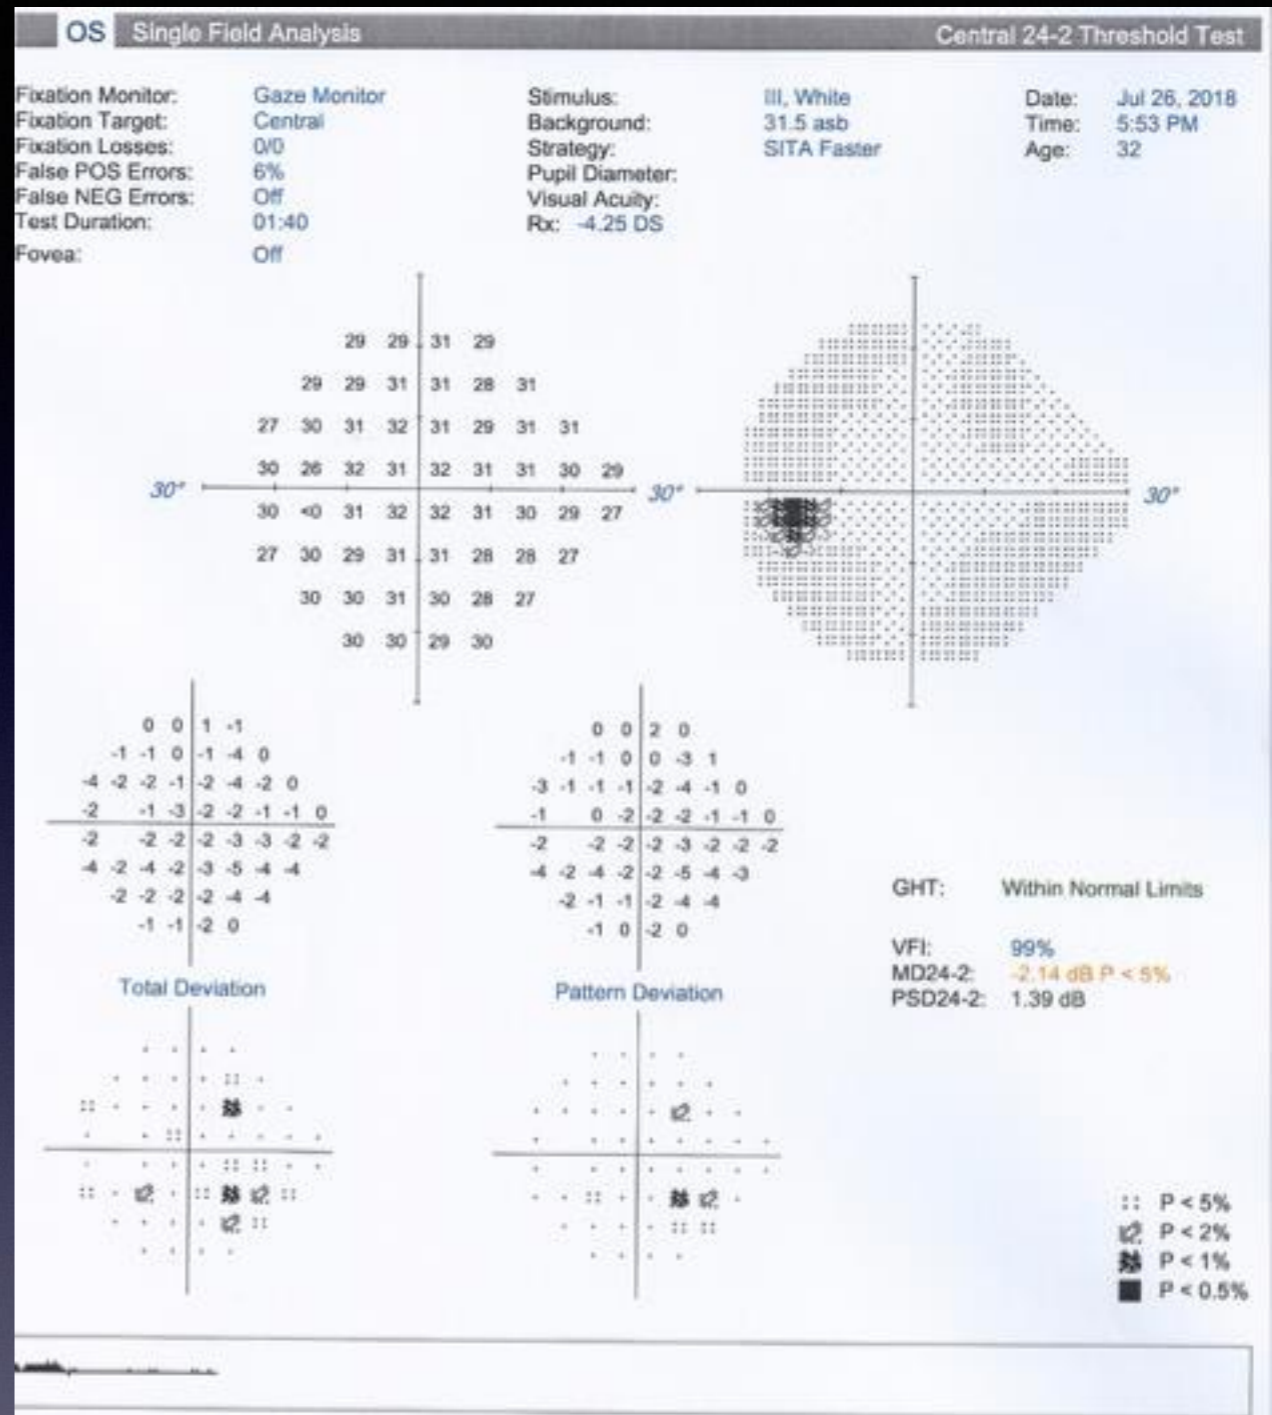 OS Single Field Analysis Central 24-2 Threshold Test
Fixation Monitor: Gaze Monitor Stimulus: III, White Date: Jul 26, 2018
Fixation Target: Central Background: 31.5 asb Time: 5:53 PM
Fixation Losses: 0/0 Strategy: SITA Faster Age: 32
False POS Errors: 6% Pupil Diameter:
False NEG Errors: Off Visual Acuity:
Test Duration: 01:40 Rx: -4.25 DS
Fovea: Off
29 29 31 29
29 29 31 31 28 31
27 30 31 32 31 29 31 31
30 26 32 31 32 31 31 30 29
30° 30° 30°
30 <0 31 32 32 31 30 29 27
27 30 29 31 31 28 28 27
30 30 31 30 28 27
30 30 29 30
0 0 1 -1 0 0 2 0
-1 -1 0 -1 -4 0 -1 -1 0 0 -3 1
-4 -2 -2 -1 -2 -4 -2 0 -3 -1 -1 -1 -2 -4 -1 0
-2 -1 -3 -2 -2 -1 -1 0 -1 0 -2 -2 -2 -1 -1 0
-2 -2 -2 -2 -3 -3 -2 -2 -2 -2 -2 -2 -3 -2 -2 -2
-4 -2 -4 -2 -3 -5 -4 -4 -4 -2 -4 -2 -2 -5 -4 -3
-2 -2 -2 -2 -4 -4 -2 -1 -1 -2 -4 -4
-1 -1 -2 0 -1 0 -2 0
GHT: Within Normal Limits
VFI: 99%
MD24-2: -2.14 dB P < 5%
PSD24-2: 1.39 dB
Total Deviation Pattern Deviation
P < 5%
P < 2%
P < 1%
P < 0.5%